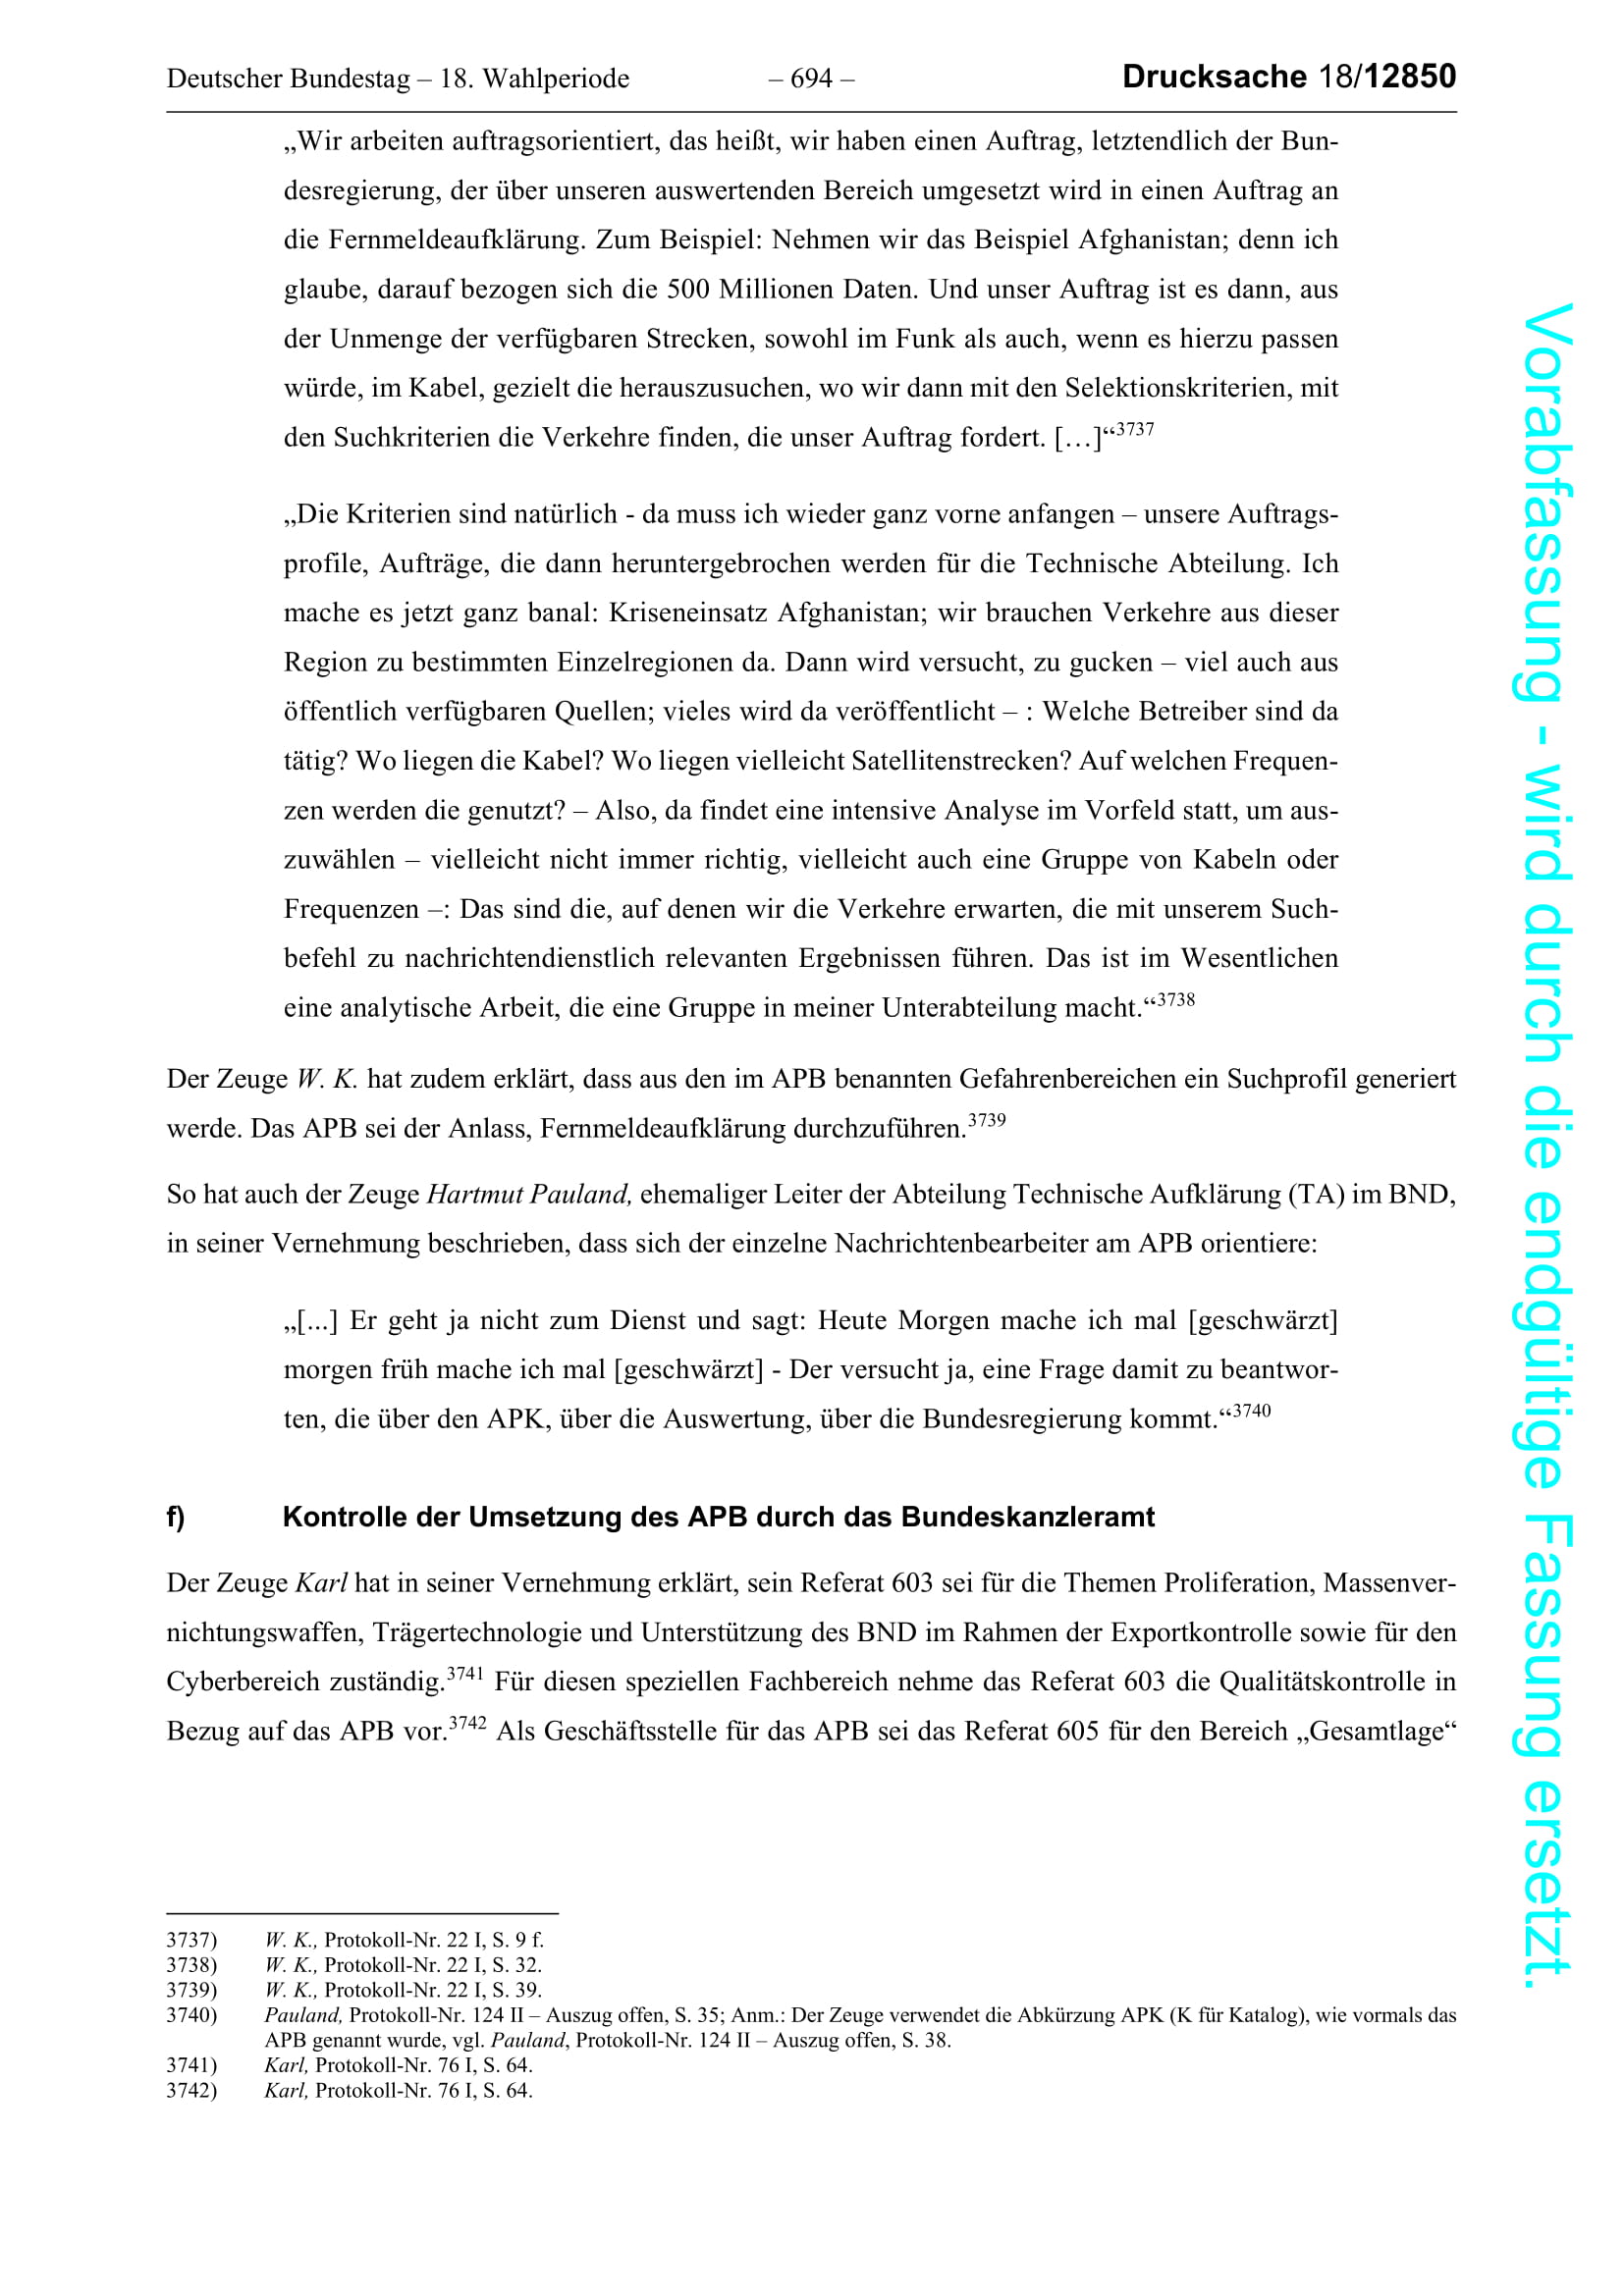 Deutscher Bundestag – 18. Wahlperiode – 694 – Drucksache 18/12850
„Wir arbeiten auftragsorientiert, das heißt, wir haben einen Auftrag, letztendlich der Bun-
desregierung, der über unseren auswertenden Bereich umgesetzt wird in einen Auftrag an
die Fernmeldeaufklärung. Zum Beispiel: Nehmen wir das Beispiel Afghanistan; denn ich
glaube, darauf bezogen sich die 500 Millionen Daten. Und unser Auftrag ist es dann, aus
der Unmenge der verfügbaren Strecken, sowohl im Funk als auch, wenn es hierzu passen
würde, im Kabel, gezielt die herauszusuchen, wo wir dann mit den Selektionskriterien, mit
den Suchkriterien die Verkehre finden, die unser Auftrag fordert. […]“3737
„Die Kriterien sind natürlich - da muss ich wieder ganz vorne anfangen – unsere Auftrags-
profile, Aufträge, die dann heruntergebrochen werden für die Technische Abteilung. Ich
mache es jetzt ganz banal: Kriseneinsatz Afghanistan; wir brauchen Verkehre aus dieser
Region zu bestimmten Einzelregionen da. Dann wird versucht, zu gucken – viel auch aus
öffentlich verfügbaren Quellen; vieles wird da veröffentlicht – : Welche Betreiber sind da
tätig? Wo liegen die Kabel? Wo liegen vielleicht Satellitenstrecken? Auf welchen Frequen-
zen werden die genutzt? – Also, da findet eine intensive Analyse im Vorfeld statt, um aus-
zuwählen – vielleicht nicht immer richtig, vielleicht auch eine Gruppe von Kabeln oder
Frequenzen –: Das sind die, auf denen wir die Verkehre erwarten, die mit unserem Such-
befehl zu nachrichtendienstlich relevanten Ergebnissen führen. Das ist im Wesentlichen
eine analytische Arbeit, die eine Gruppe in meiner Unterabteilung macht.“3738
Der Zeuge W. K. hat zudem erklärt, dass aus den im APB benannten Gefahrenbereichen ein Suchprofil generiert
werde. Das APB sei der Anlass, Fernmeldeaufklärung durchzuführen.3739
So hat auch der Zeuge Hartmut Pauland, ehemaliger Leiter der Abteilung Technische Aufklärung (TA) im BND,
in seiner Vernehmung beschrieben, dass sich der einzelne Nachrichtenbearbeiter am APB orientiere:
„[...] Er geht ja nicht zum Dienst und sagt: Heute Morgen mache ich mal [geschwärzt]
morgen früh mache ich mal [geschwärzt] - Der versucht ja, eine Frage damit zu beantwor-
ten, die über den APK, über die Auswertung, über die Bundesregierung kommt.“3740
f) Kontrolle der Umsetzung des APB durch das Bundeskanzleramt
Der Zeuge Karl hat in seiner Vernehmung erklärt, sein Referat 603 sei für die Themen Proliferation, Massenver-
nichtungswaffen, Trägertechnologie und Unterstützung des BND im Rahmen der Exportkontrolle sowie für den
Cyberbereich zuständig.3741 Für diesen speziellen Fachbereich nehme das Referat 603 die Qualitätskontrolle in
Bezug auf das APB vor.3742 Als Geschäftsstelle für das APB sei das Referat 605 für den Bereich „Gesamtlage“
3737) W. K., Protokoll-Nr. 22 I, S. 9 f.
3738) W. K., Protokoll-Nr. 22 I, S. 32.
3739) W. K., Protokoll-Nr. 22 I, S. 39.
3740) Pauland, Protokoll-Nr. 124 II – Auszug offen, S. 35; Anm.: Der Zeuge verwendet die Abkürzung APK (K für Katalog), wie vormals das
APB genannt wurde, vgl. Pauland, Protokoll-Nr. 124 II – Auszug offen, S. 38.
3741) Karl, Protokoll-Nr. 76 I, S. 64.
3742) Karl, Protokoll-Nr. 76 I, S. 64.
Vorabfassung - wird durch die endgültige Fassung ersetzt.